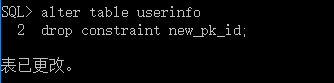 SQL> alter table userinfo
2 drop constraint new_pk_id;
表已更改。